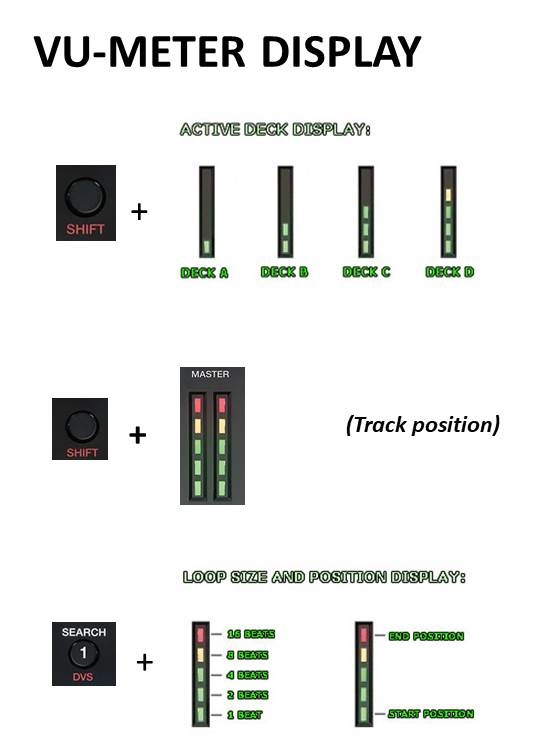 VU-METER DISPLAY
ACTIVE DECK DISPLAY:
SHIFT
+
DECK A DECK B DECK C DECK D
MASTER
SHIFT
+
(Track position)
LOOP SIZE AND POSITION DISPLAY:
SEARCH
1
DVS
+
16 BEATS
8 BEATS
4 BEATS
2 BEATS
1 BEAT
END POSITION
START POSITION